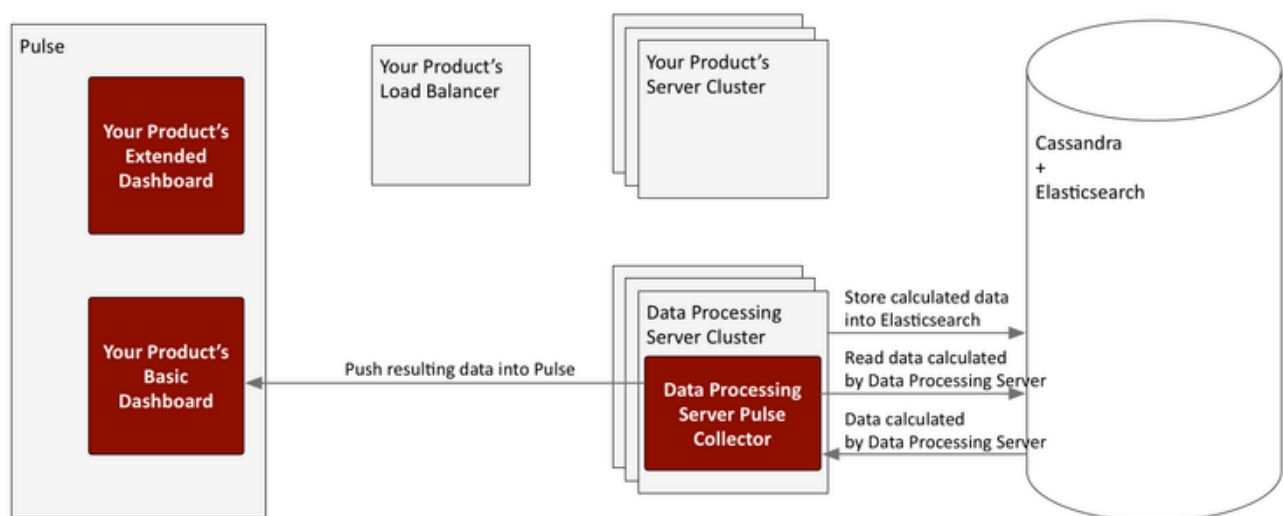 Pulse
Your Product’s
Extended
Dashboard
Your Product’s
Basic
Dashboard
Your Product’s
Load Balancer
Your Product’s
Server Cluster
Cassandra
+
Elasticsearch
Data Processing
Server Cluster
Data Processing
Server Pulse
Collector
Push resulting data into Pulse
Store calculated data
into Elasticsearch
Read data calculated
by Data Processing Server
Data calculated
by Data Processing Server